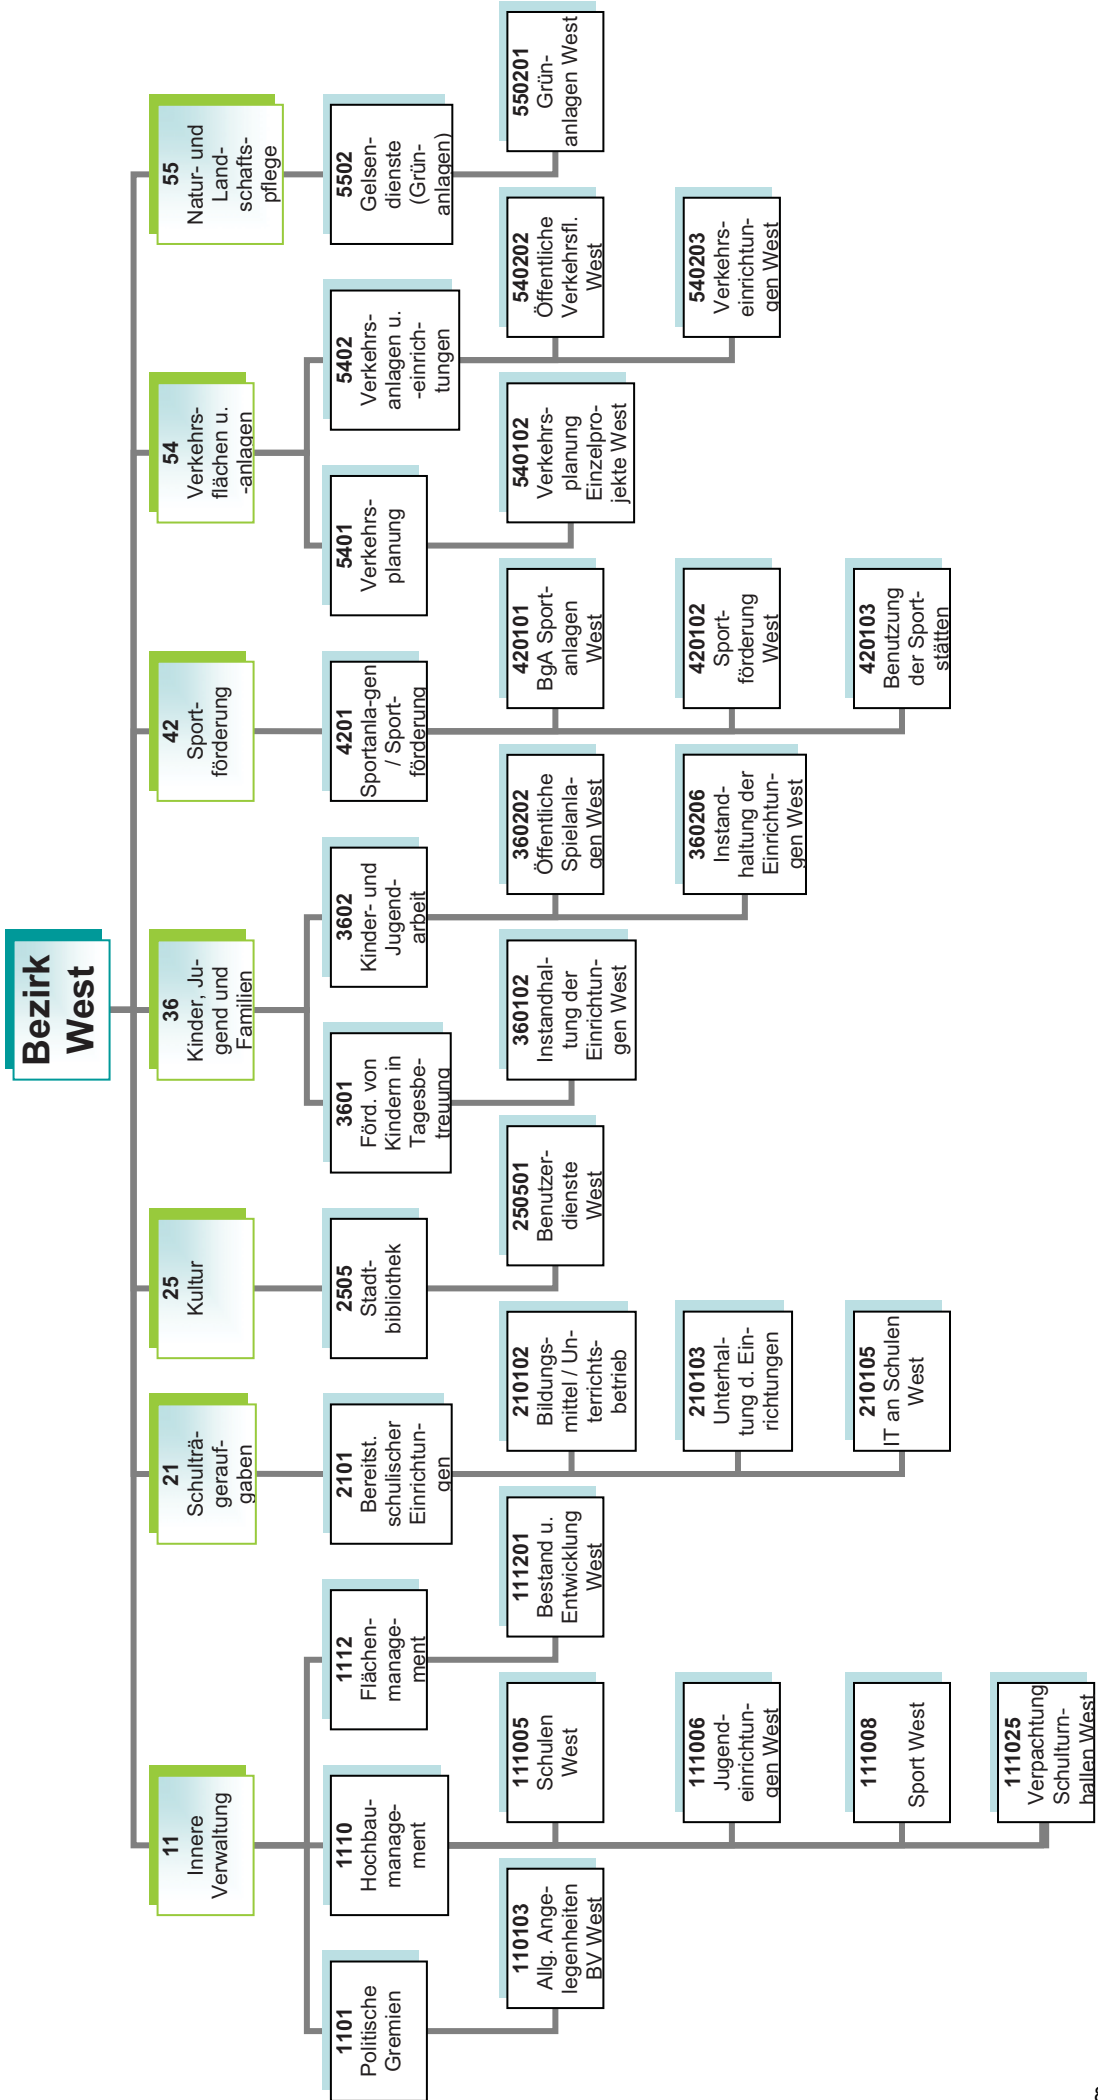 Bezirk
West
11
Innere
Verwaltung
21
Schulträ-
gerauf-
gaben
25
Kultur
36
Kinder, Ju-
gend und
Familien
42
Sport-
förderung
54
Verkehrs-
flächen u.
-anlagen
55
Natur- und
Land-
schafts-
pflege
1101
Politische
Gremien
1110
Hochbau-
manage-
ment
1112
Flächen-
manage-
ment
2101
Bereitst.
schulischer
Einrichtun-
gen
2505
Stadt-
bibliothek
3601
Förd. von
Kindern in
Tagesbe-
treuung
3602
Kinder- und
Jugend-
arbeit
4201
Sportanla-gen
/ Sport-
förderung
5401
Verkehrs-
planung
5402
Verkehrs-
anlagen u.
-einrich-
tungen
5502
Gelsen-
dienste
(Grün-
anlagen)
110103
Allg. Ange-
legenheiten
BV West
111005
Schulen
West
111201
Bestand u.
Entwicklung
West
210102
Bildungs-
mittel / Un-
terrichts-
betrieb
250501
Benutzer-
dienste
West
360102
Instandhal-
tung der
Einrichtun-
gen West
360202
Öffentliche
Spielanla-
gen West
420101
BgA Sport-
anlagen
West
540102
Verkehrs-
planung
Einzelpro-
jekte West
540202
Öffentliche
Verkehrsfl.
West
550201
Grün-
anlagen West
111006
Jugend-
einrichtun-
gen West
210103
Unterhal-
tung d. Ein-
richtungen
360206
Instand-
haltung der
Einrichtun-
gen West
420102
Sport-
förderung
West
540203
Verkehrs-
einrichtun-
gen West
111008
Sport West
210105
IT an Schulen
West
420103
Benutzung
der Sport-
stätten
111025
Verpachtung
Schulturn-
hallen West